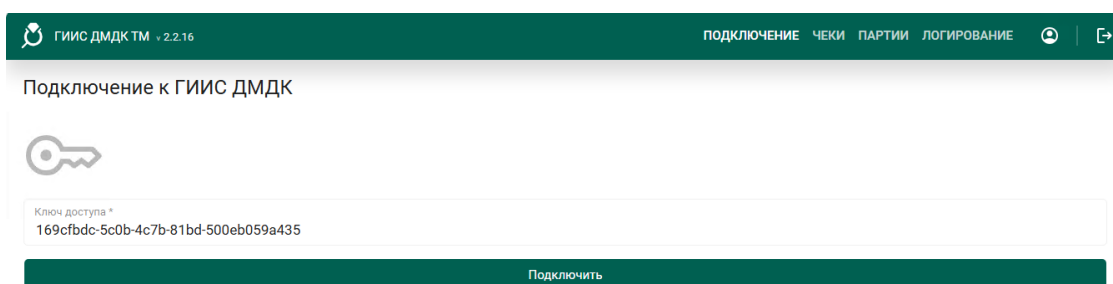 ГИИС ДМДК ТМ v 2.2.16 ПОДКЛЮЧЕНИЕ ЧЕКИ ПАРТИИ ЛОГИРОВАНИЕ
Подключение к ГИИС ДМДК
Ключ доступа *
169cfbdc-5c0b-4c7b-81bd-500eb059a435
Подключить